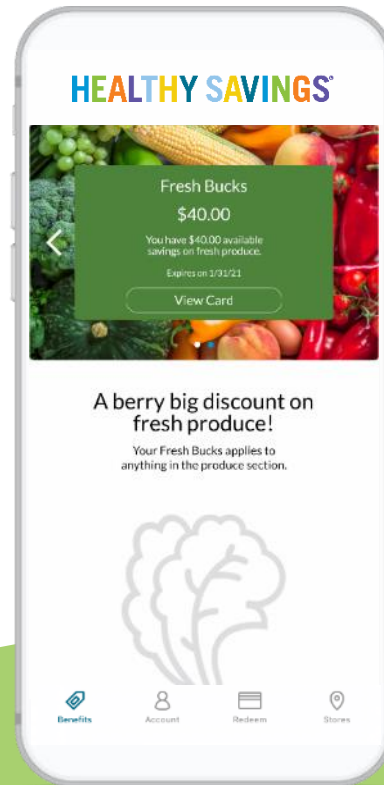 HEALTHY SAVINGS®
Fresh Bucks
$40.00
You have $40.00 available
savings on fresh produce.
Expires on 1/31/21
View Card
A berry big discount on
fresh produce!
Your Fresh Bucks applies to
anything in the produce section.
Benefits Account Redeem Stores